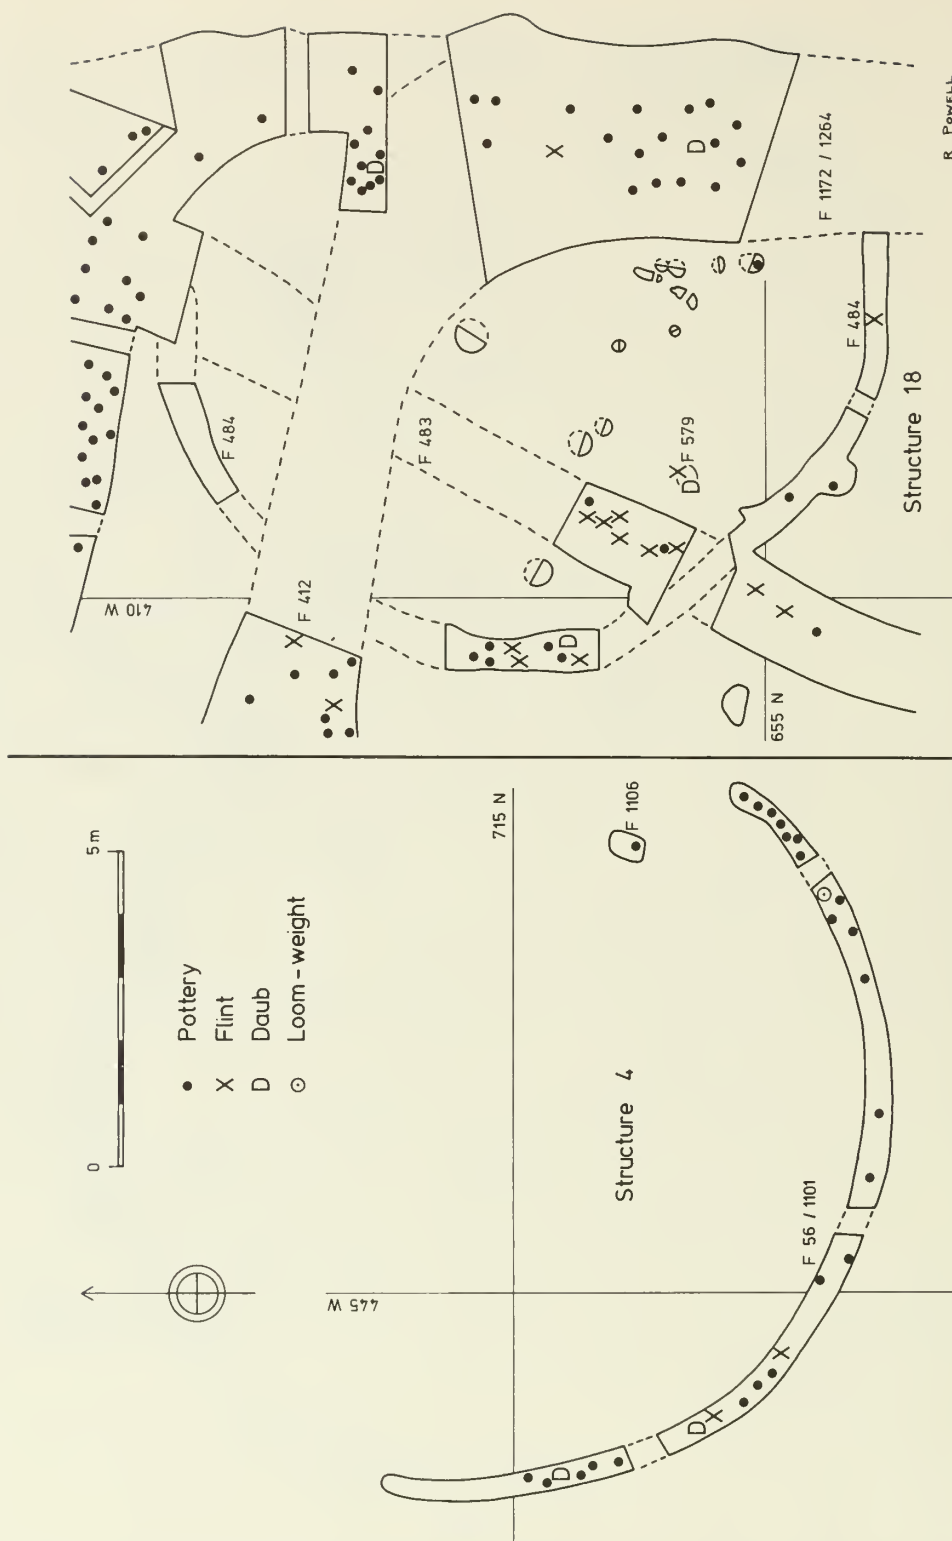 0
5 m
Pottery
Flint
D Daub
Loom-weight
445 W
715 N
Structure 4
F 1106
F 56 / 1101
D
D
410 W
F 412
F 484
F 483
D
D
D
D
F 579
F 1172 / 1264
F 484
655 N
Structure 18
R. POWELL